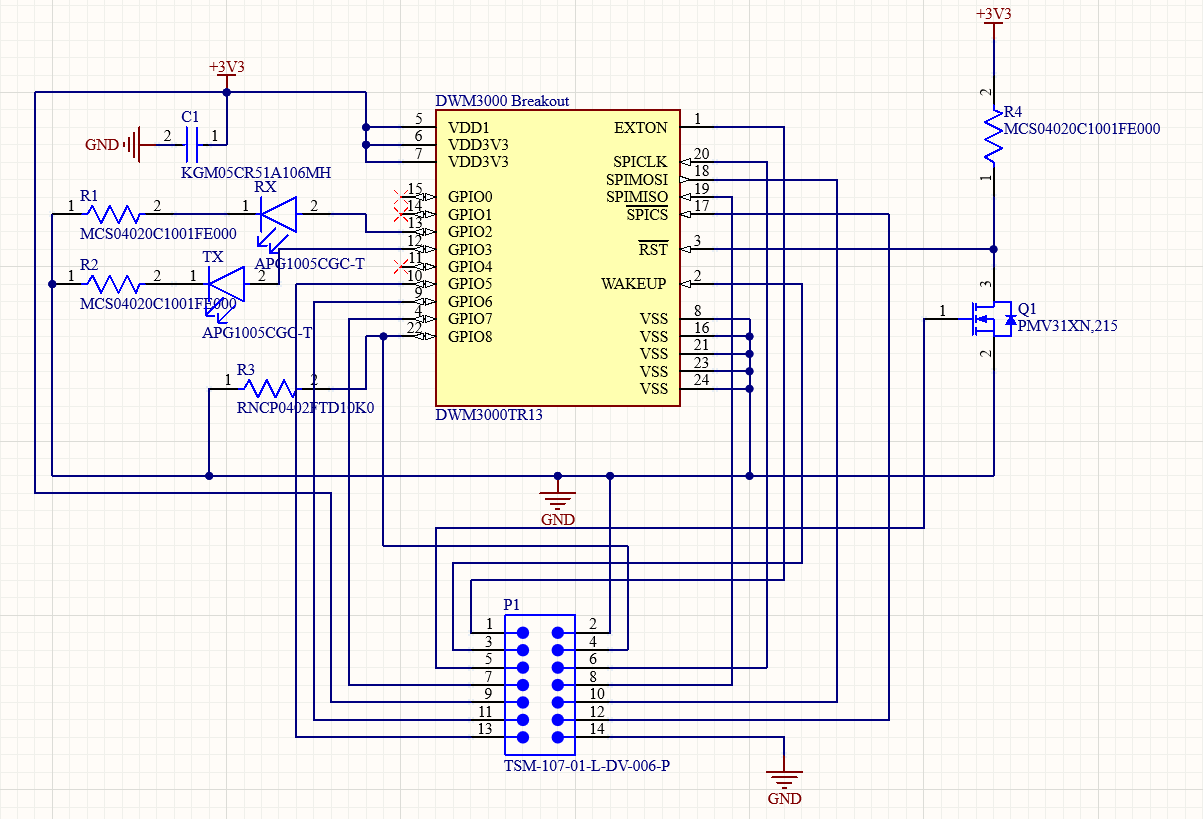 +3V3
+3V3
2
R4
MCS04020C1001FE000
1
C1
GND
2
1
KGM05CR51A106MH
DWM3000 Breakout
5
VDD1
6
VDD3V3
7
VDD3V3
15
GPIO0
14
GPIO1
13
GPIO2
12
GPIO3
11
GPIO4
10
GPIO5
9
GPIO6
4
GPIO7
22
GPIO8
EXTON
1
SPICLK
20
SPIMOSI
18
SPIMISO
19
SPICS
17
RST
3
WAKEUP
2
VSS
8
VSS
16
VSS
21
VSS
23
VSS
24
DWM3000TR13
R1
1
2
MCS04020C1001FE000
RX
1
2
APG1005CGC-T
R2
1
2
MCS04020C1001FE000
TX
1
2
APG1005CGC-T
R3
1
2
RNCP0402FTD10K0
3
1
Q1
PMV31XN,215
2
GND
P1
1
2
3
4
5
6
7
8
9
10
11
12
13
14
TSM-107-01-L-DV-006-P
GND